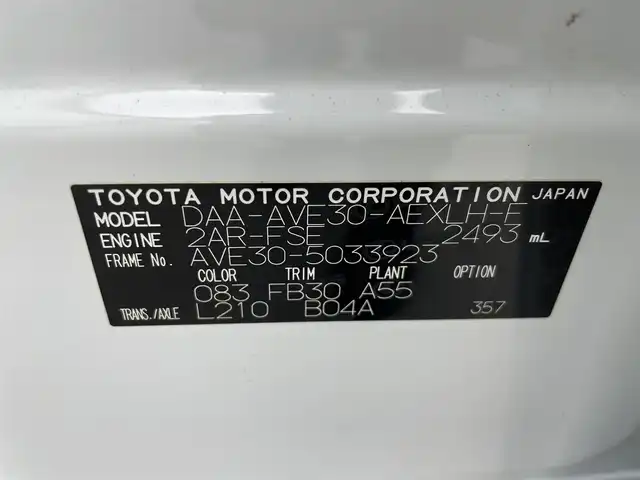 TOYOTA MOTOR CORPORATION JAPAN
MODEL DAA-AVE30-AEXLH-E
ENGINE 2AR-FSE 2493 mL
FRAME No. AVE30-5033923
COLOR TRIM PLANT OPTION
083 FB30 A55
TRANS./AXLE L210 B04A 357